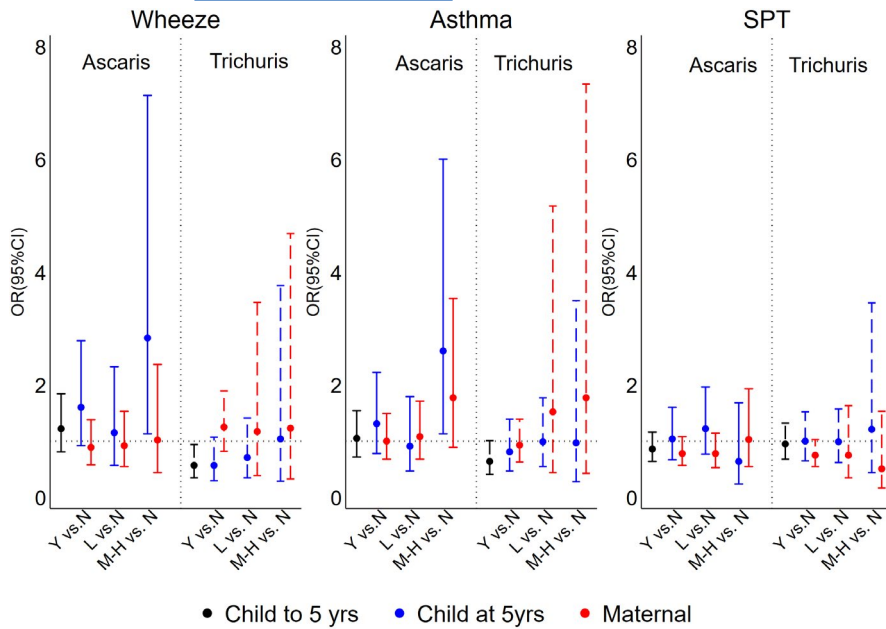 Wheeze
Asthma
SPT
8
6
4
2
0
OR(95%CI)
Ascaris
Trichuris
Y vs.N
L vs.N
M-H vs. N
Y vs.N
L vs. N
M-H vs. N
8
6
4
2
0
OR(95%CI)
Ascaris
Trichuris
Y vs.N
L vs.N
M-H vs. N
Y vs.N
L vs. N
M-H vs. N
8
6
4
2
0
OR(95%CI)
Ascaris
Trichuris
Y vs.N
L vs.N
M-H vs. N
Y vs.N
L vs. N
M-H vs. N
Child to 5 yrs
Child at 5yrs
Maternal